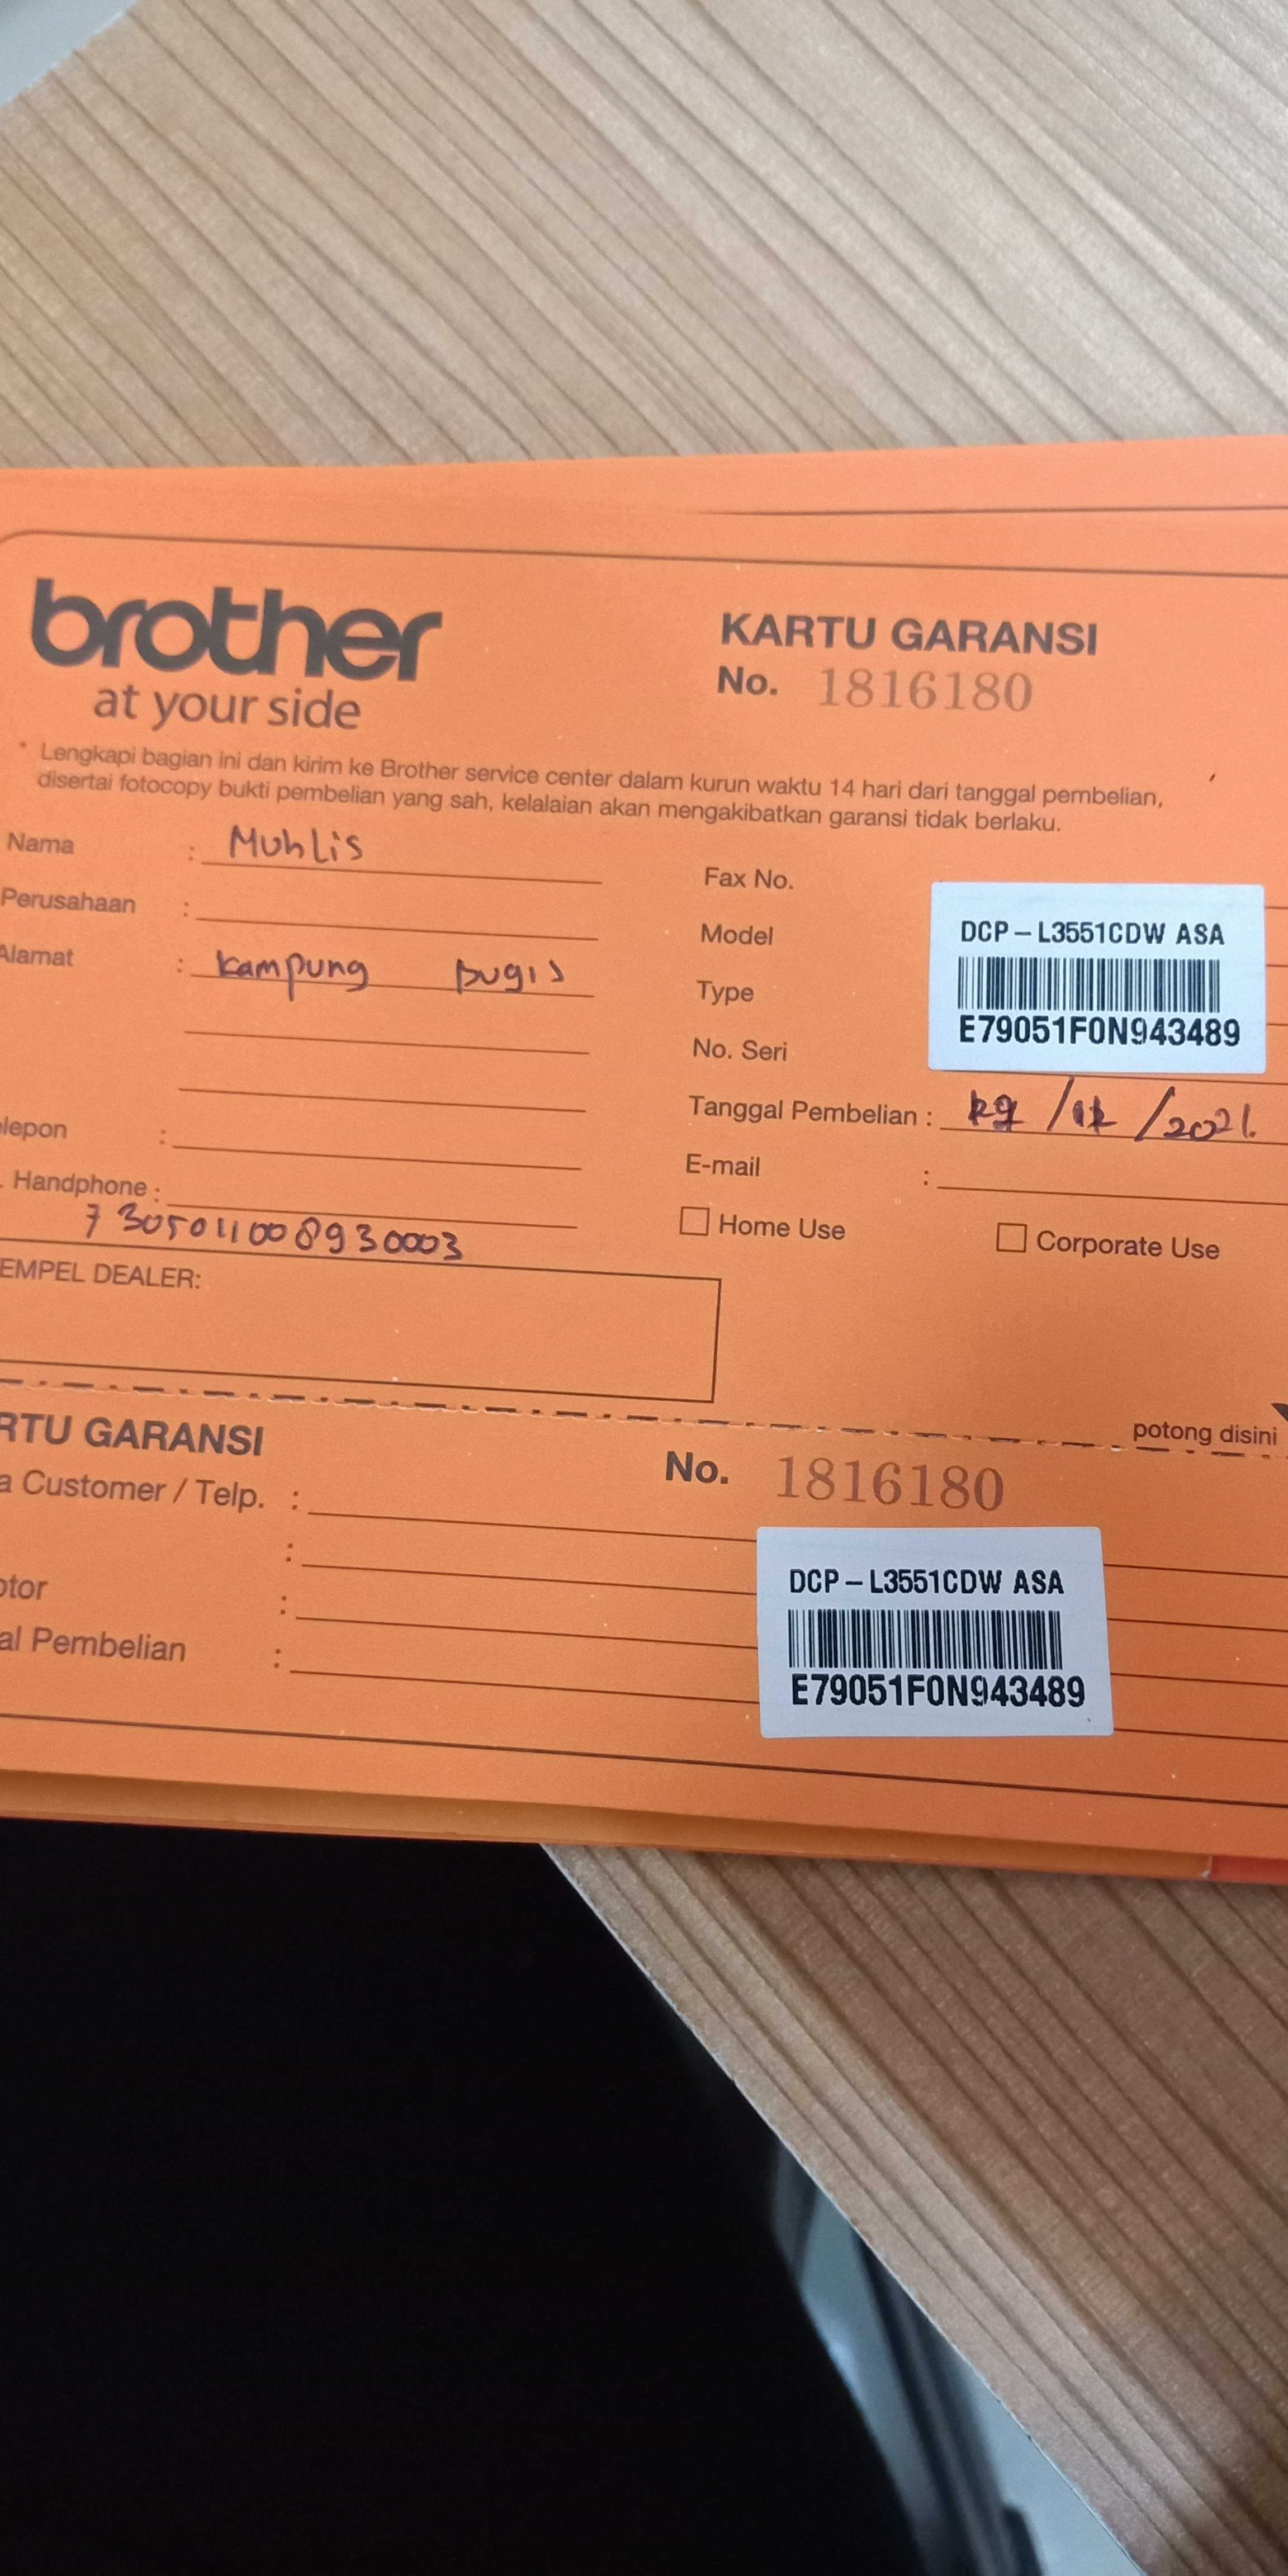 brother
at your side
KARTU GARANSI
No. 1816180
* Lengkapi bagian ini dan kirim ke Brother service center dalam kurun waktu 14 hari dari tanggal pembelian,
disertai fotocopy bukti pembelian yang sah, kelalaian akan mengakibatkan garansi tidak berlaku.
Nama : Muhlis
Perusahaan :
Alamat : kampung Bugis
lepon :
. Handphone :
7305011008930003
EMPEL DEALER:
Fax No.
Model
Type
No. Seri
DCP-L3551CDW ASA
E79051F0N943489
Tanggal Pembelian : /2021.
E-mail :
Home Use
Corporate Use
potong disini
RTU GARANSI
No. 1816180
a Customer / Telp. :
:
otor :
al Pembelian :
DCP-L3551CDW ASA
E79051F0N943489